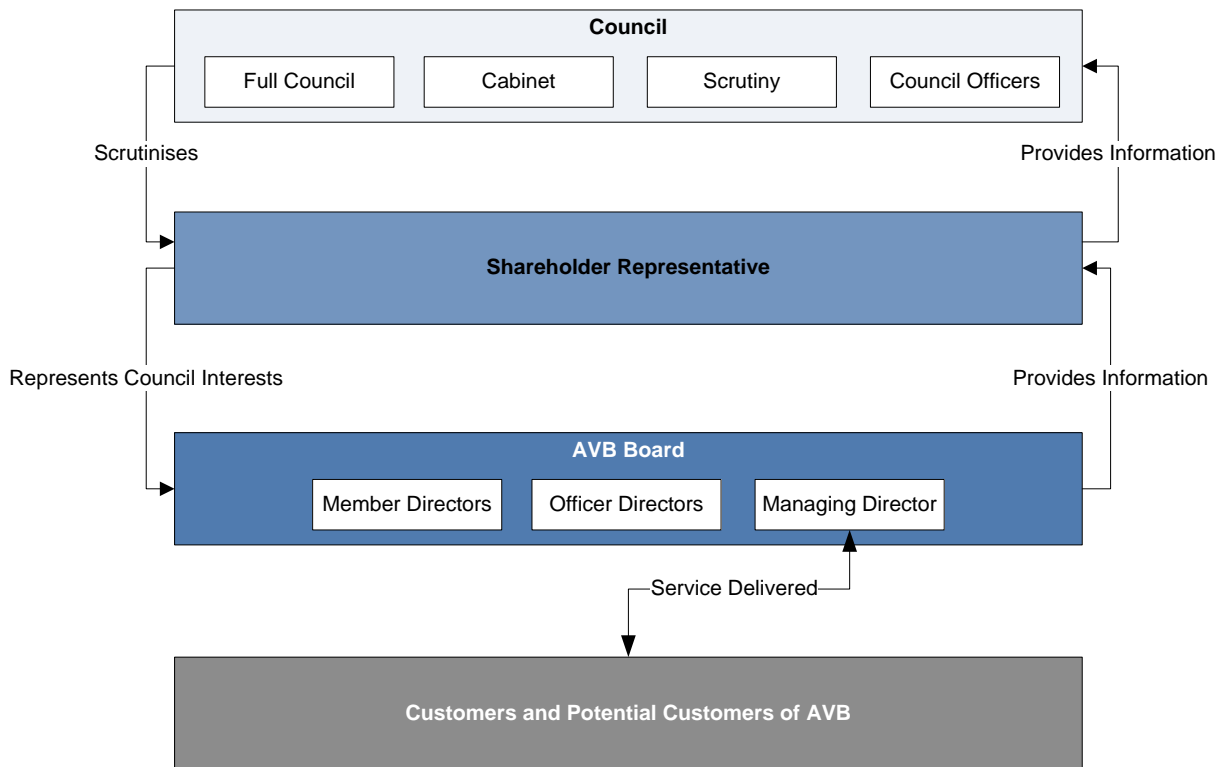 Council
Full Council
Cabinet
Scrutiny
Council Officers
Scrutinises
Provides Information
Shareholder Representative
Represents Council Interests
Provides Information
AVB Board
Member Directors
Officer Directors
Managing Director
Service Delivered
Customers and Potential Customers of AVB